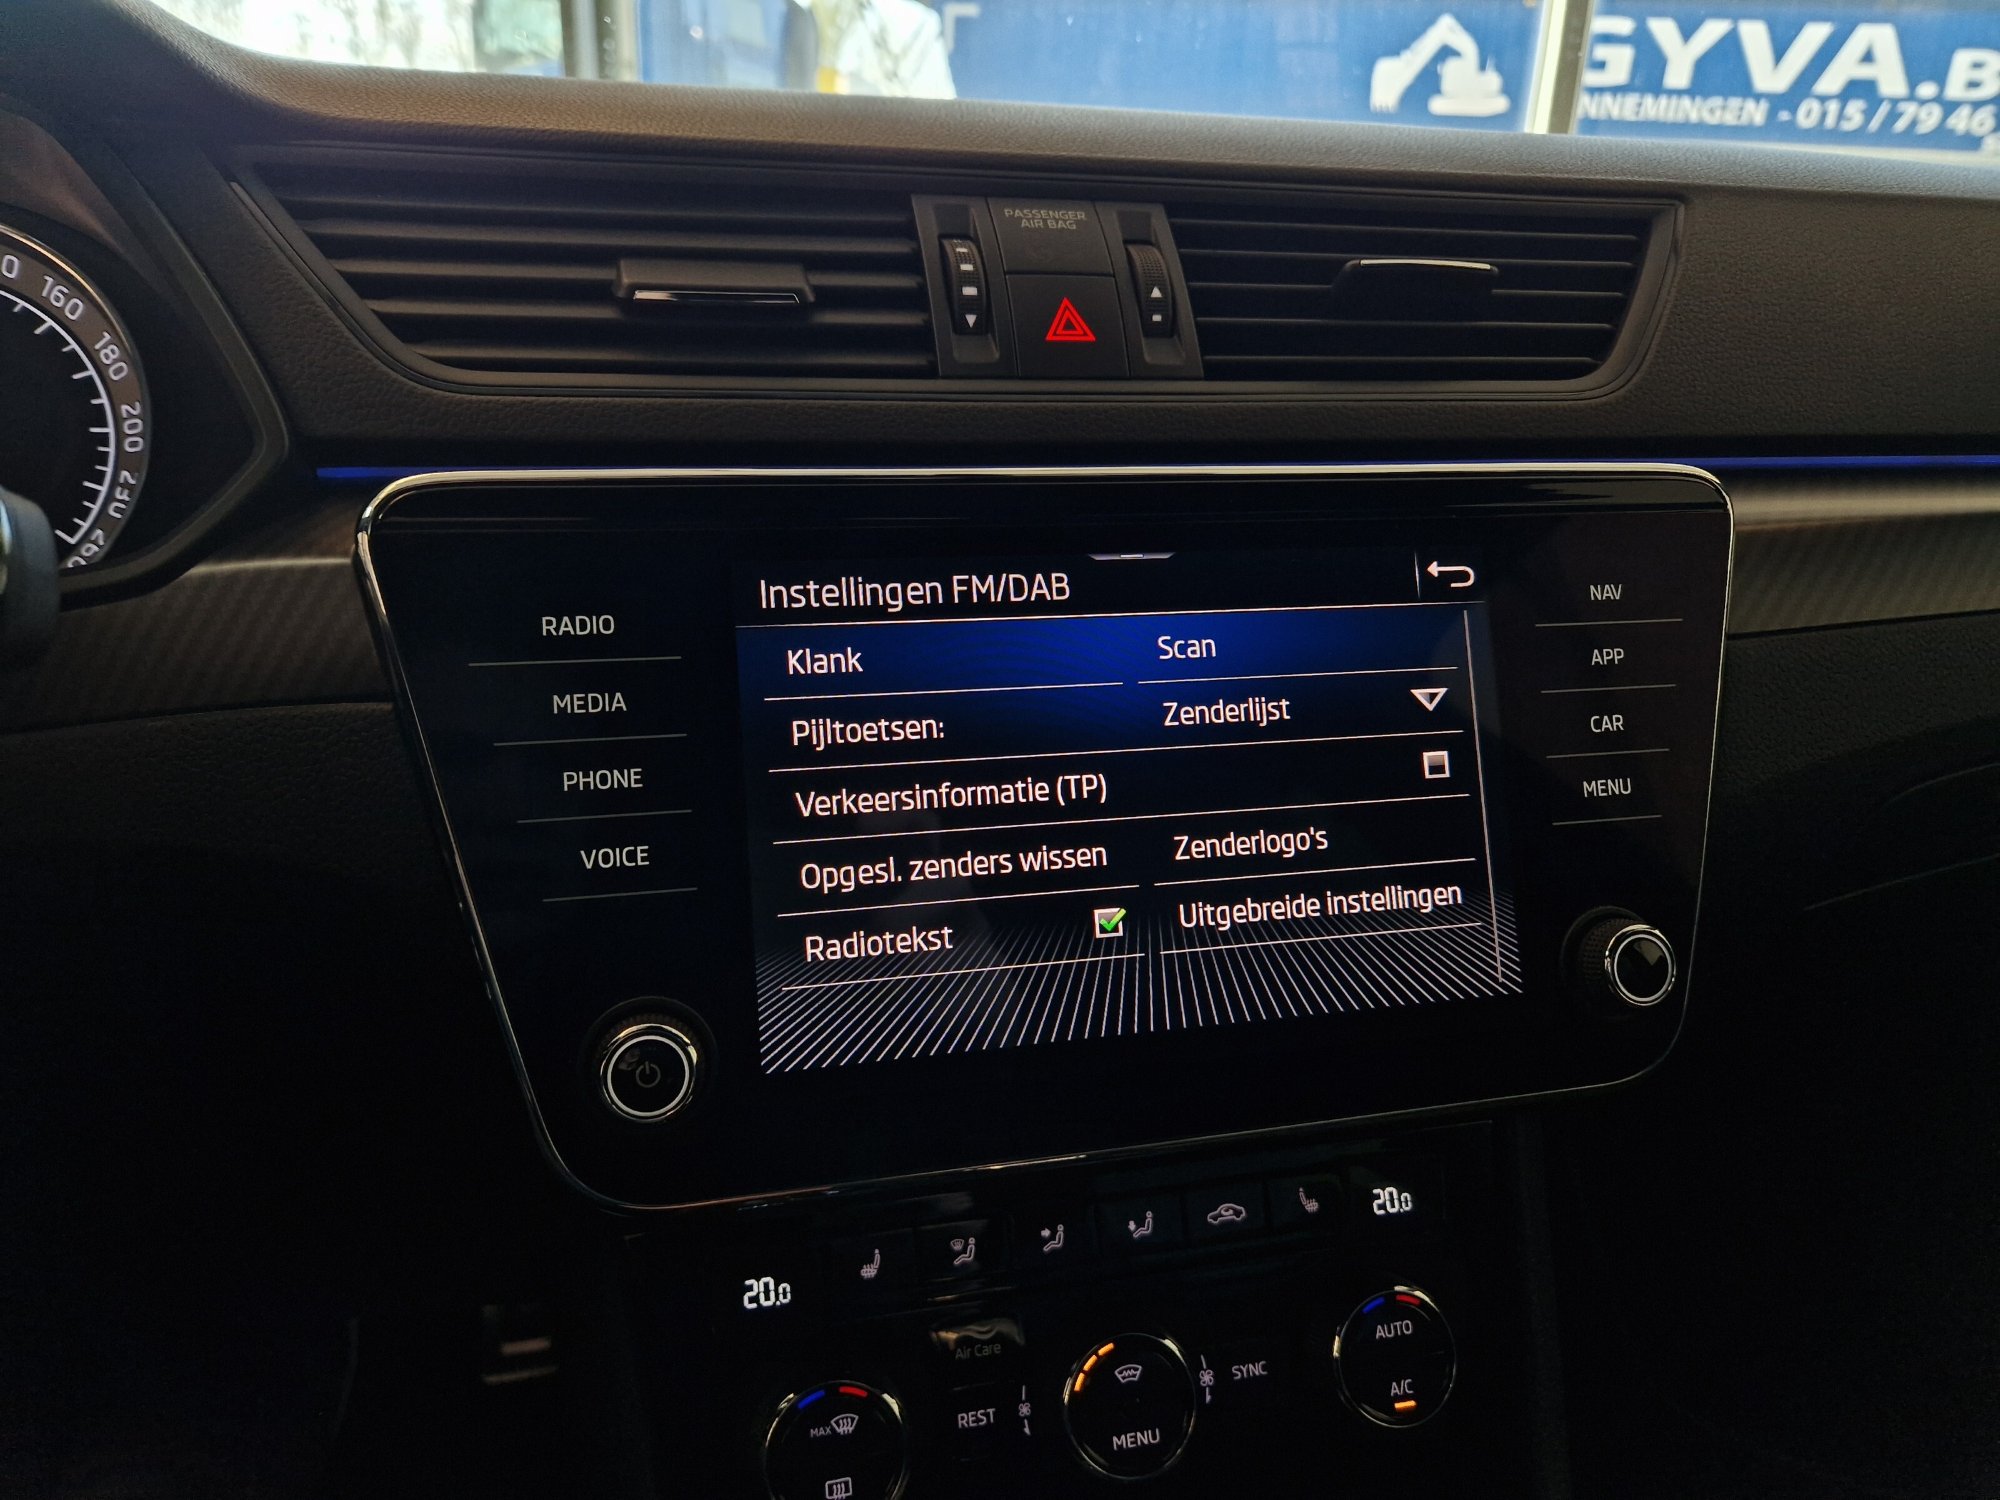 GYVA.B
NNEMINGEN - 015 / 79 46
PASSENGER
AIR BAG
160
180
200
Instellingen FM/DAB
Klank
Scan
Pijltoetsen:
Zenderlijst
Verkeersinformatie (TP)
Opgesl. zenders wissen
Zenderlogo's
Radiotekst
Uitgebreide instellingen
RADIO
MEDIA
PHONE
VOICE
NAV
APP
CAR
MENU
20.0
20.0
Air Care
REST
MENU
SYNC
AUTO
A/C
MAX